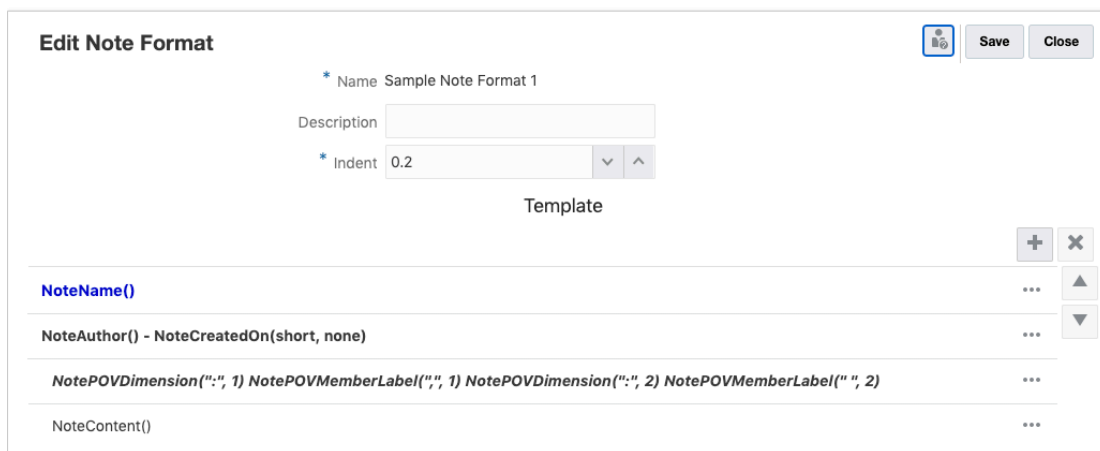 Edit Note Format
Save
Close
* Name Sample Note Format 1
Description
* Indent 0.2
Template
NoteName()
NoteAuthor() - NoteCreatedOn(short, none)
NotePOVDimension(":", 1) NotePOVMemberLabel(",", 1) NotePOVDimension(":", 2) NotePOVMemberLabel(" ", 2)
NoteContent()